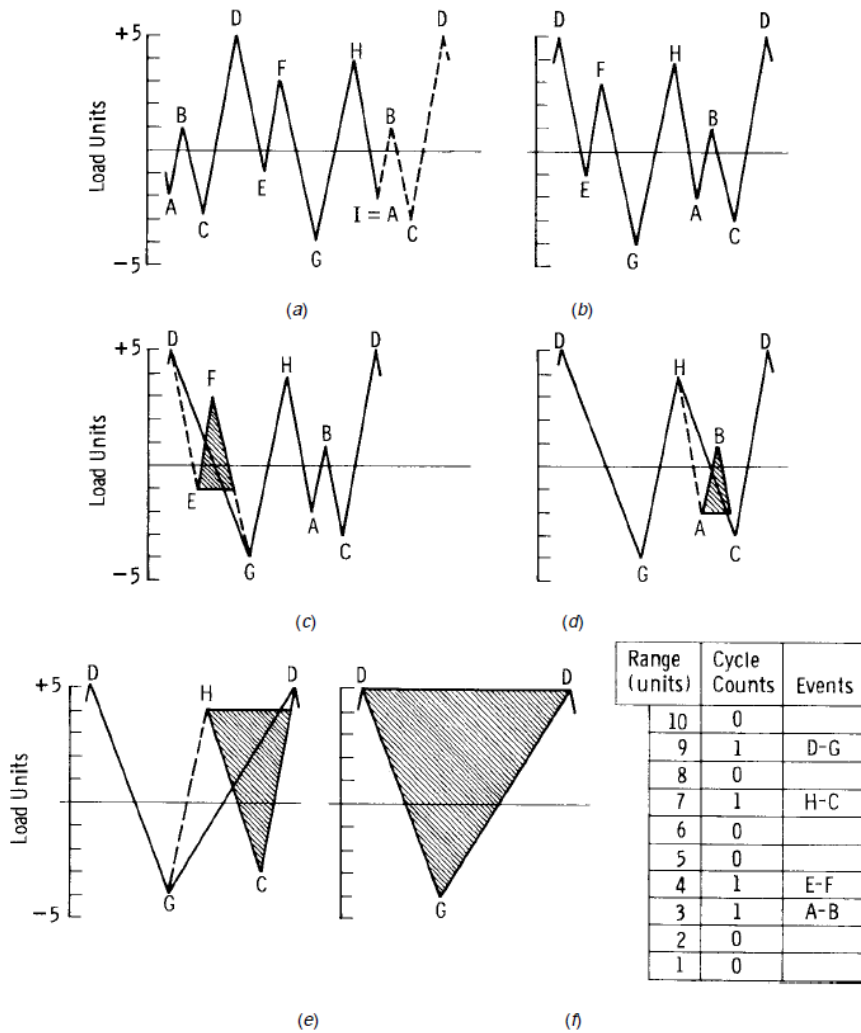 D
D
+5
H
F
H
F
B
B
B
Load Units
A
E
I = A
E
A
C
C
C
G
G
-5
(a)
(b)
D
D
D
D
+5
H
H
F
B
B
Load Units
E
A
A
C
C
G
G
-5
(c)
(d)
D
D
D
D
+5
H
Load Units
C
G
G
-5
(e)
(f)
Range (units) Cycle Counts Events
10 0
9 1 D-G
8 0
7 1 H-C
6 0
5 0
4 1 E-F
3 1 A-B
2 0
1 0